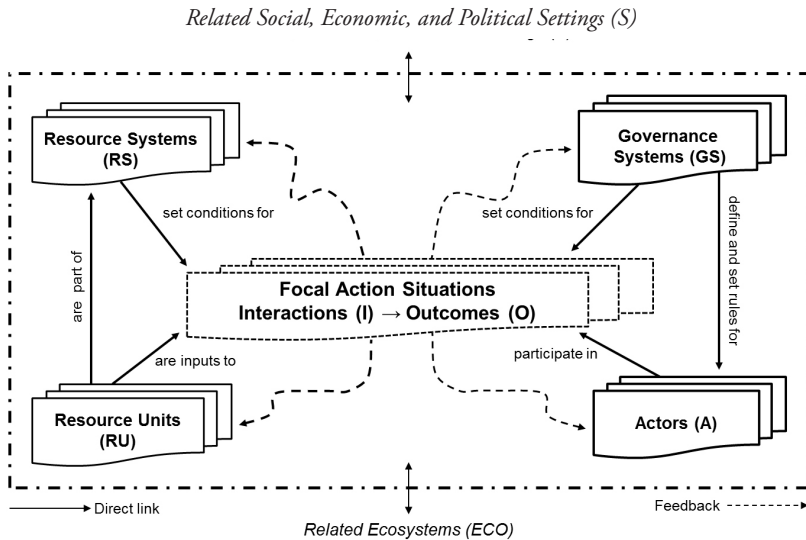 Related Social, Economic, and Political Settings (S)
Resource Systems
(RS)
Governance
Systems (GS)
set conditions for
set conditions for
are part of
define and set rules for
Focal Action Situations
Interactions (I) → Outcomes (O)
are inputs to
participate in
Resource Units
(RU)
Actors (A)
Direct link
Feedback
Related Ecosystems (ECO)